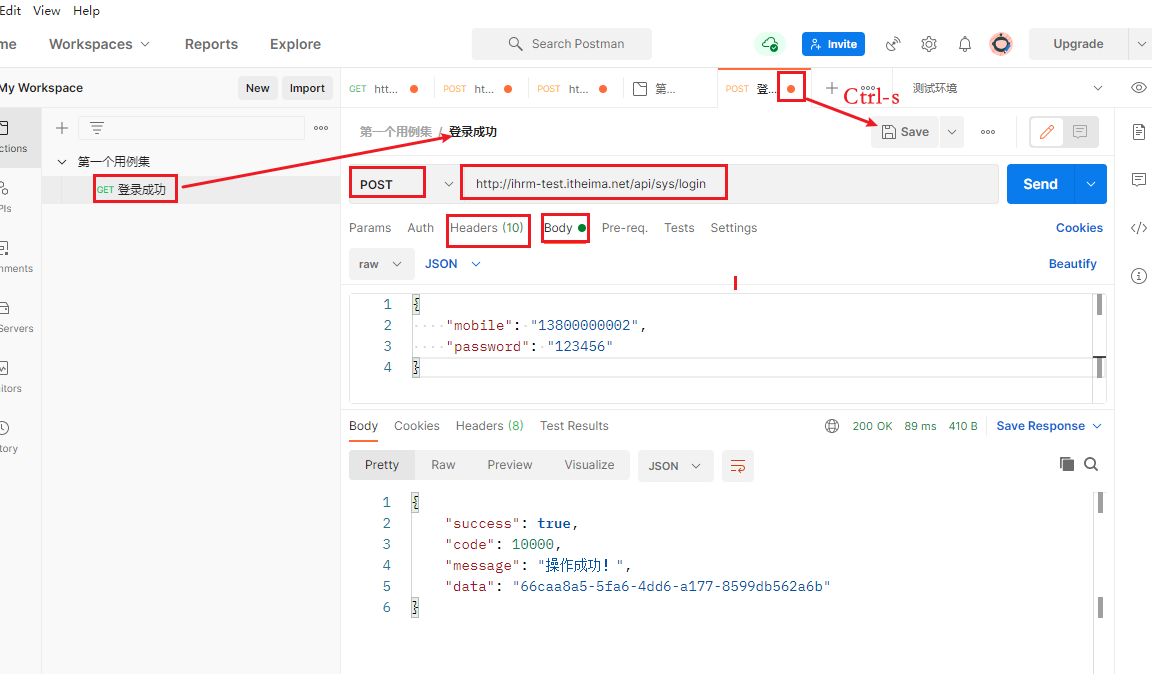 Edit View Help
me Workspaces Reports Explore Search Postman Invite Upgrade
My Workspace New Import GET htt... POST ht... POST ht... 第... POST 登... 测试环境
Ctrl-s
ctions 第一个用例集 / 登录成功 Save
第一个用例集
GET 登录成功 POST http://ihrm-test.itheima.net/api/sys/login Send
PIs
Params Auth Headers (10) Body Pre-req. Tests Settings Cookies
nments raw JSON Beautify
1 {
Servers 2 "mobile": "13800000002",
3 "password": "123456"
4 }
itors
Body Cookies Headers (8) Test Results 200 OK 89 ms 410 B Save Response
tory
Pretty Raw Preview Visualize JSON
1 {
2 "success": true,
3 "code": 10000,
4 "message": "操作成功！",
5 "data": "66caa8a5-5fa6-4dd6-a177-8599db562a6b"
6 }